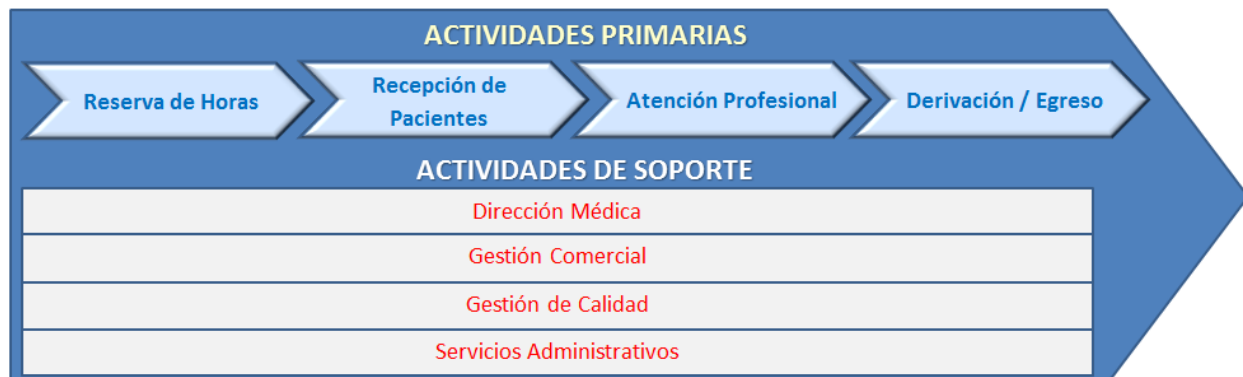 ACTIVIDADES PRIMARIAS
Reserva de Horas
Recepción de
Pacientes
Atención Profesional
Derivación / Egreso
ACTIVIDADES DE SOPORTE
Dirección Médica
Gestión Comercial
Gestión de Calidad
Servicios Administrativos